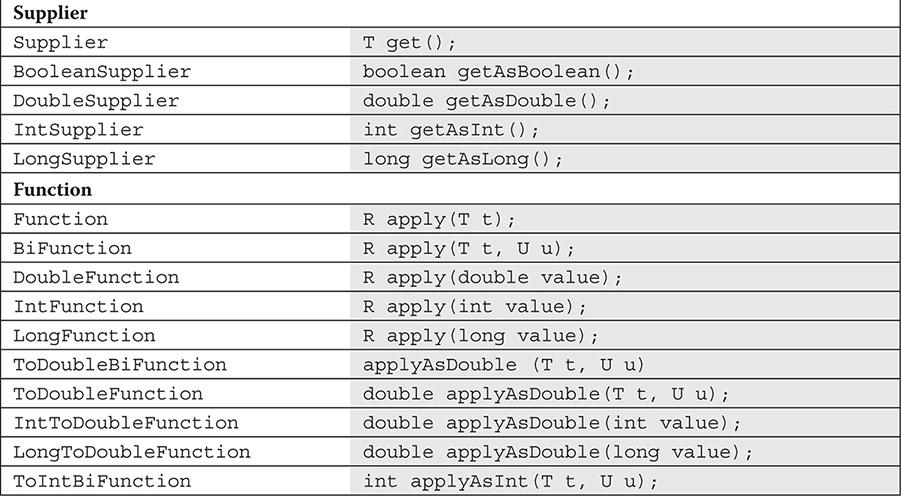 Supplier
Supplier T get();
BooleanSupplier boolean getAsBoolean();
DoubleSupplier double getAsDouble();
IntSupplier int getAsInt();
LongSupplier long getAsLong();
Function
Function R apply(T t);
BiFunction R apply(T t, U u);
DoubleFunction R apply(double value);
IntFunction R apply(int value);
LongFunction R apply(long value);
ToDoubleBiFunction applyAsDouble (T t, U u)
ToDoubleFunction double applyAsDouble(T t, U u);
IntToDoubleFunction double applyAsDouble(int value);
LongToDoubleFunction double applyAsDouble(long value);
ToIntBiFunction int applyAsInt(T t, U u);